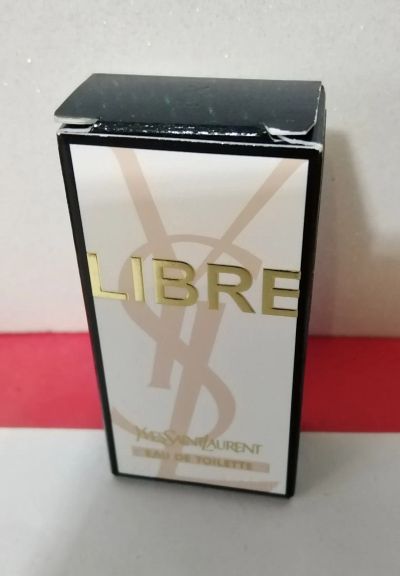 LIBRE
YVES SAINT LAURENT
EAU DE TOILETTE